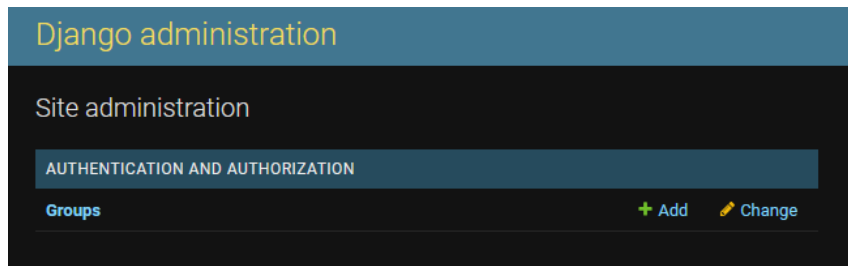 Django administration
Site administration
AUTHENTICATION AND AUTHORIZATION
Groups Add Change